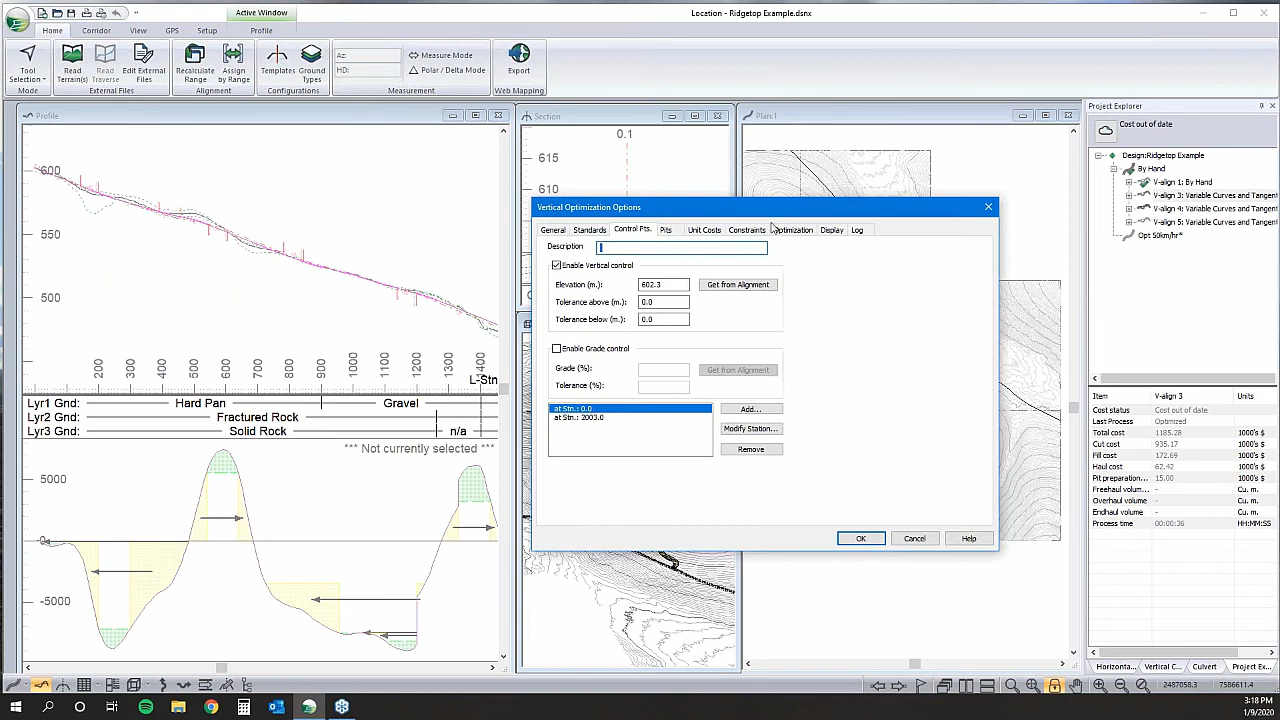 Active Window
Location - Ridgetop Example.dsnx
Home Corridor View GPS Setup Profile
Tool Selection
Read Terrain(s)
Read Traverse
Edit External Files
Recalculate Range
Assign by Range
Templates
Ground Types
Az:
HD:
Measure Mode
Polar / Delta Mode
Export
Mode External Files Alignment Configurations Measurement Web Mapping
Profile
600
550
500
200 300 400 500 600 700 800 900 1000 1100 1200 1300 1400
L-Stn
Lyr1 Gnd: Hard Pan Gravel
Lyr2 Gnd: Fractured Rock
Lyr3 Gnd: Solid Rock n/a
*** Not currently selected ***
5000
0
-5000
Section
0.1
615
610
Plan:1
Vertical Optimization Options
General Standards Control Pts. Pits Unit Costs Constraints Optimization Display Log
Description
Enable Vertical control
Elevation (m.): 602.3 Get from Alignment
Tolerance above (m.): 0.0
Tolerance below (m.): 0.0
Enable Grade control
Grade (%): Get from Alignment
Tolerance (%):
at Stn.: 0.0
at Stn.: 2003.0
Add...
Modify Station...
Remove
OK Cancel Help
Project Explorer
Cost out of date
Design:Ridgetop Example
By Hand
V-align 1: By Hand
V-align 3: Variable Curves and Tangen
V-align 4: Variable Curves and Tangen
V-align 5: Variable Curves and Tangen
Opt 50km/hr*
Item V-align 3 Units
Cost status Cost out of date
Last Process Optimized
Total cost 1185.28 1000's $
Cut cost 935.17 1000's $
Fill cost 172.69 1000's $
Haul cost 62.42 1000's $
Pit preparation... 15.00 1000's $
Freehaul volum... - Cu. m.
Overhaul volume - Cu. m.
Endhaul volume - Cu. m.
Process time 00:00:36 HH:MM:SS
Horizonta... Vertical C... Culvert Project Ex...
2487058.3 7586611.4
3:18 PM
1/9/2020